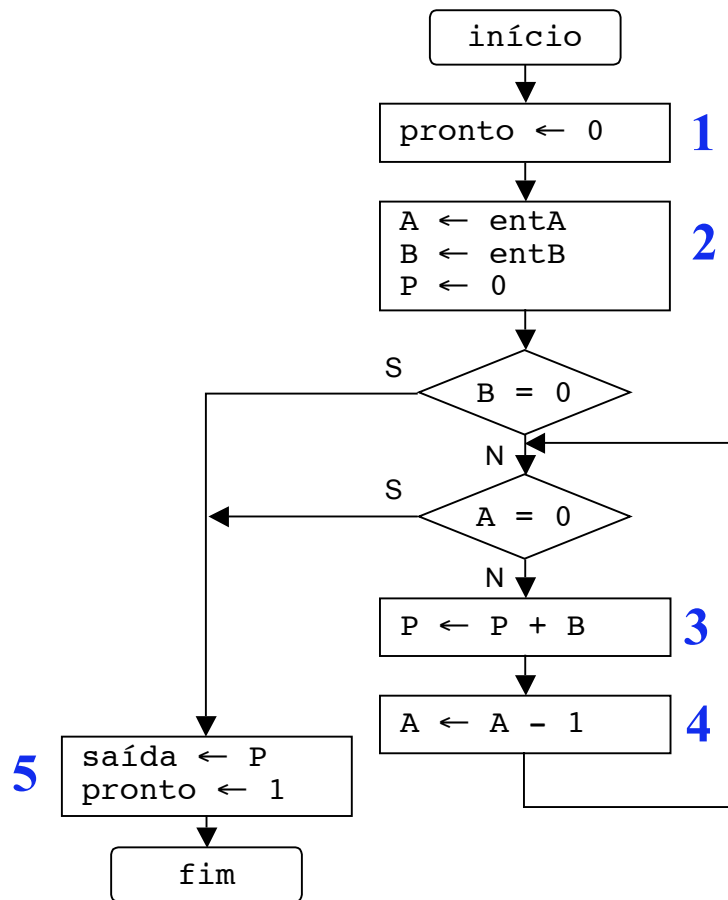 início
pronto ← 0
1
A ← entA
B ← entB
P ← 0
2
S
B = 0
N
S
A = 0
N
P ← P + B
3
A ← A - 1
4
5
saída ← P
pronto ← 1
fim